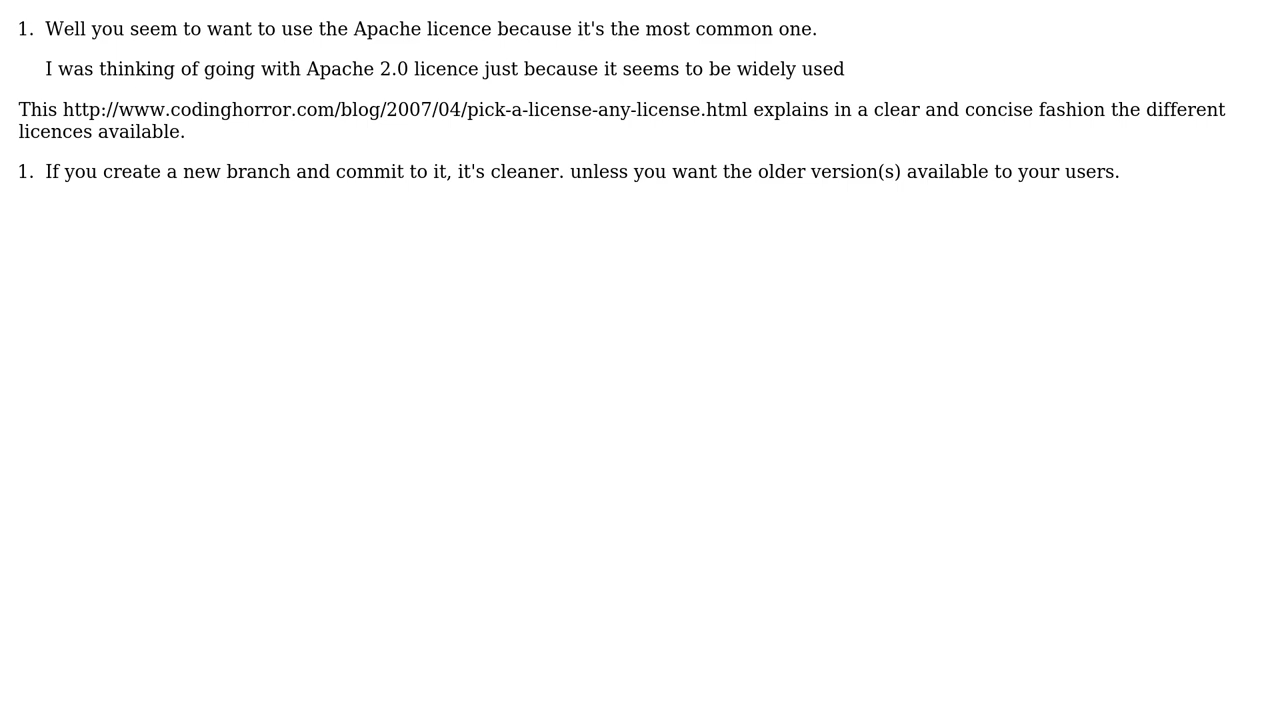 1. Well you seem to want to use the Apache licence because it's the most common one.
I was thinking of going with Apache 2.0 licence just because it seems to be widely used
This http://www.codinghorror.com/blog/2007/04/pick-a-license-any-license.html explains in a clear and concise fashion the different
licences available.
1. If you create a new branch and commit to it, it's cleaner. unless you want the older version(s) available to your users.